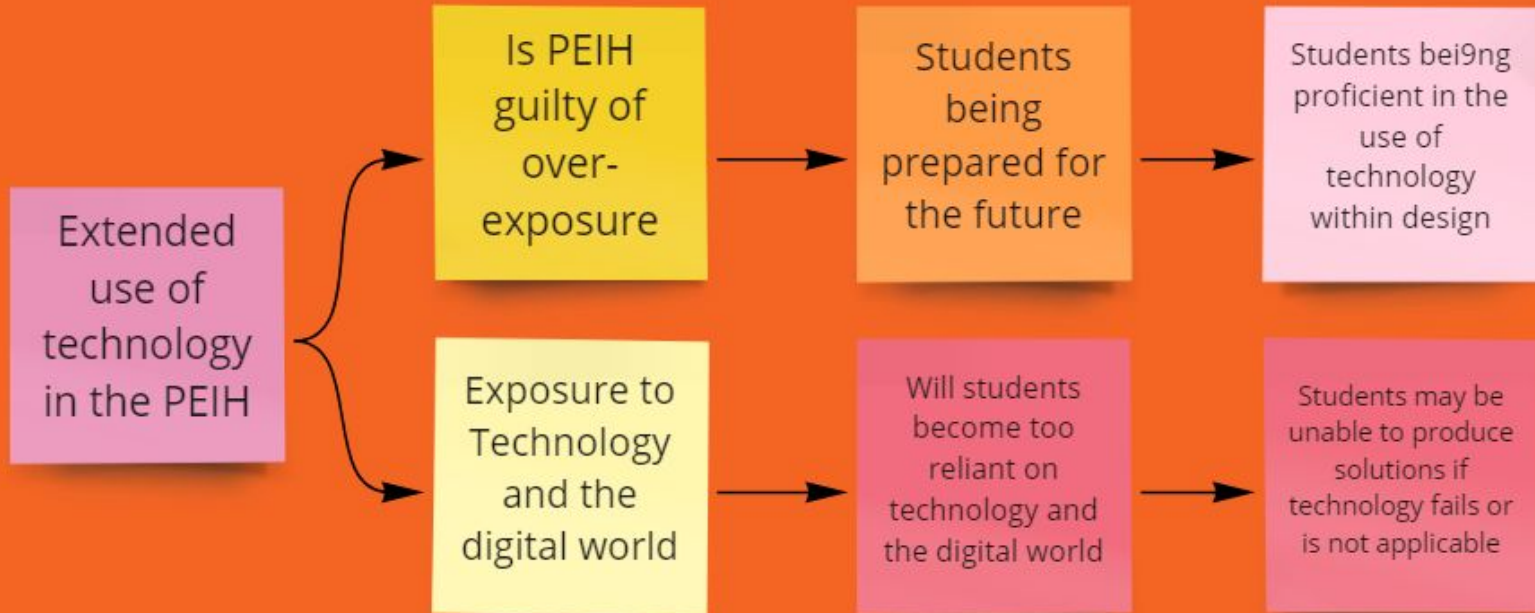 Extended
use of
technology
in the PEIH
Is PEIH
guilty of
over-
exposure
Students
being
prepared for
the future
Students bei9ng
proficient in the
use of
technology
within design
Exposure to
Technology
and the
digital world
Will students
become too
reliant on
technology and
the digital world
Students may be
unable to produce
solutions if
technology fails or
is not applicable